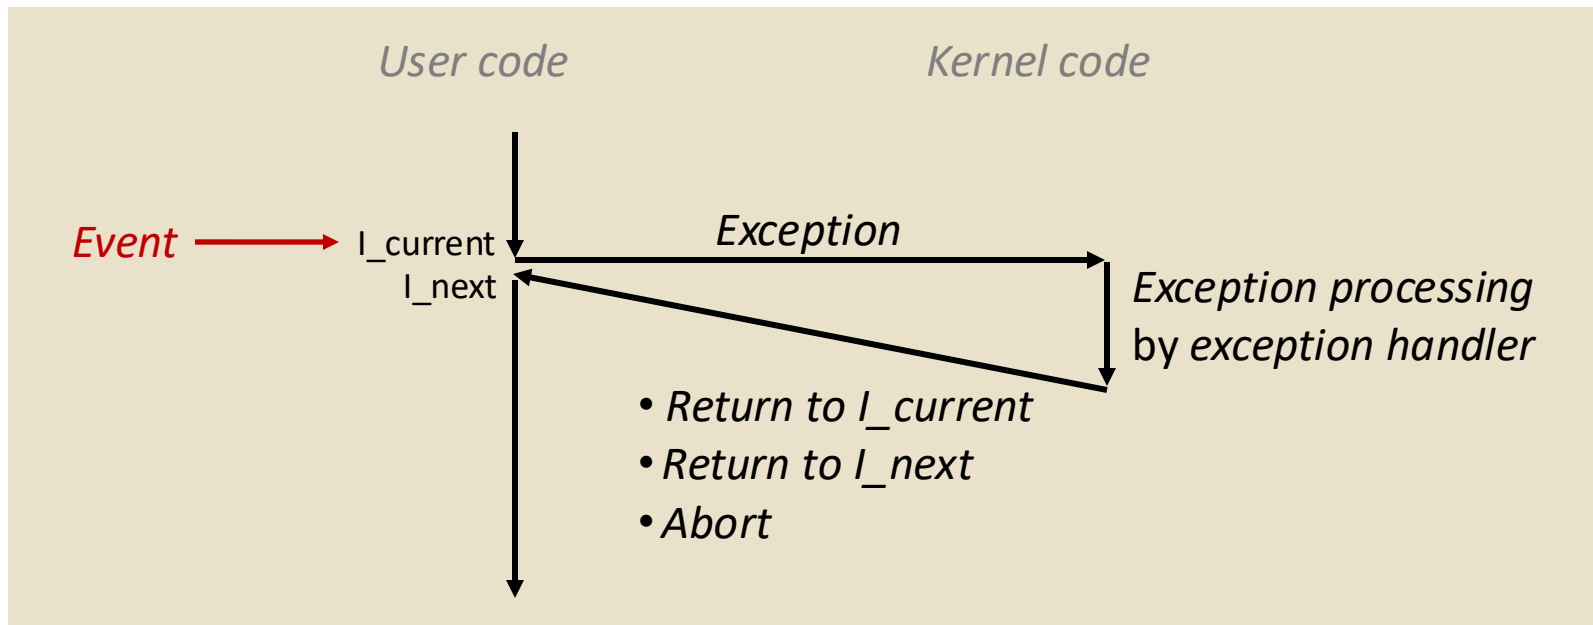 User code
Kernel code
Event
I_current
Exception
I_next
Exception processing
by exception handler
• Return to I_current
• Return to I_next
• Abort